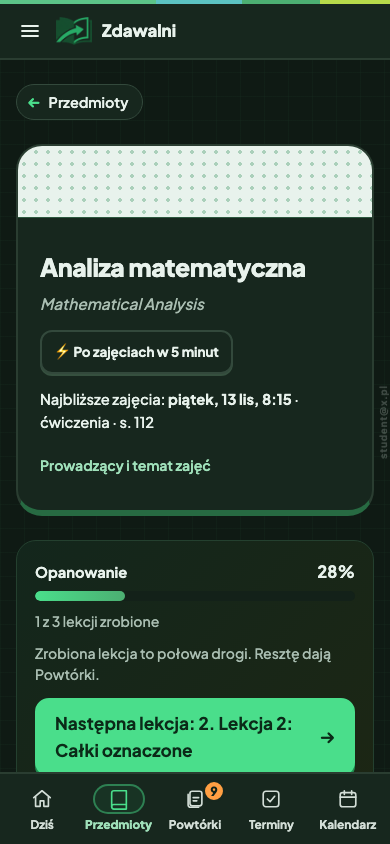 Zdawalni
Przedmioty
Analiza matematyczna
Mathematical Analysis
⚡ Po zajęciach w 5 minut
Najbliższe zajęcia: piątek, 13 lis, 8:15 ·
ćwiczenia · s. 112
Prowadzący i temat zajęć
student@x.pl
Opanowanie 28%
1 z 3 lekcji zrobione
Zrobiona lekcja to połowa drogi. Resztę dają
Powtórki.
Następna lekcja: 2. Lekcja 2:
Całki oznaczone
9
Dziś Przedmioty Powtórki Terminy Kalendarz